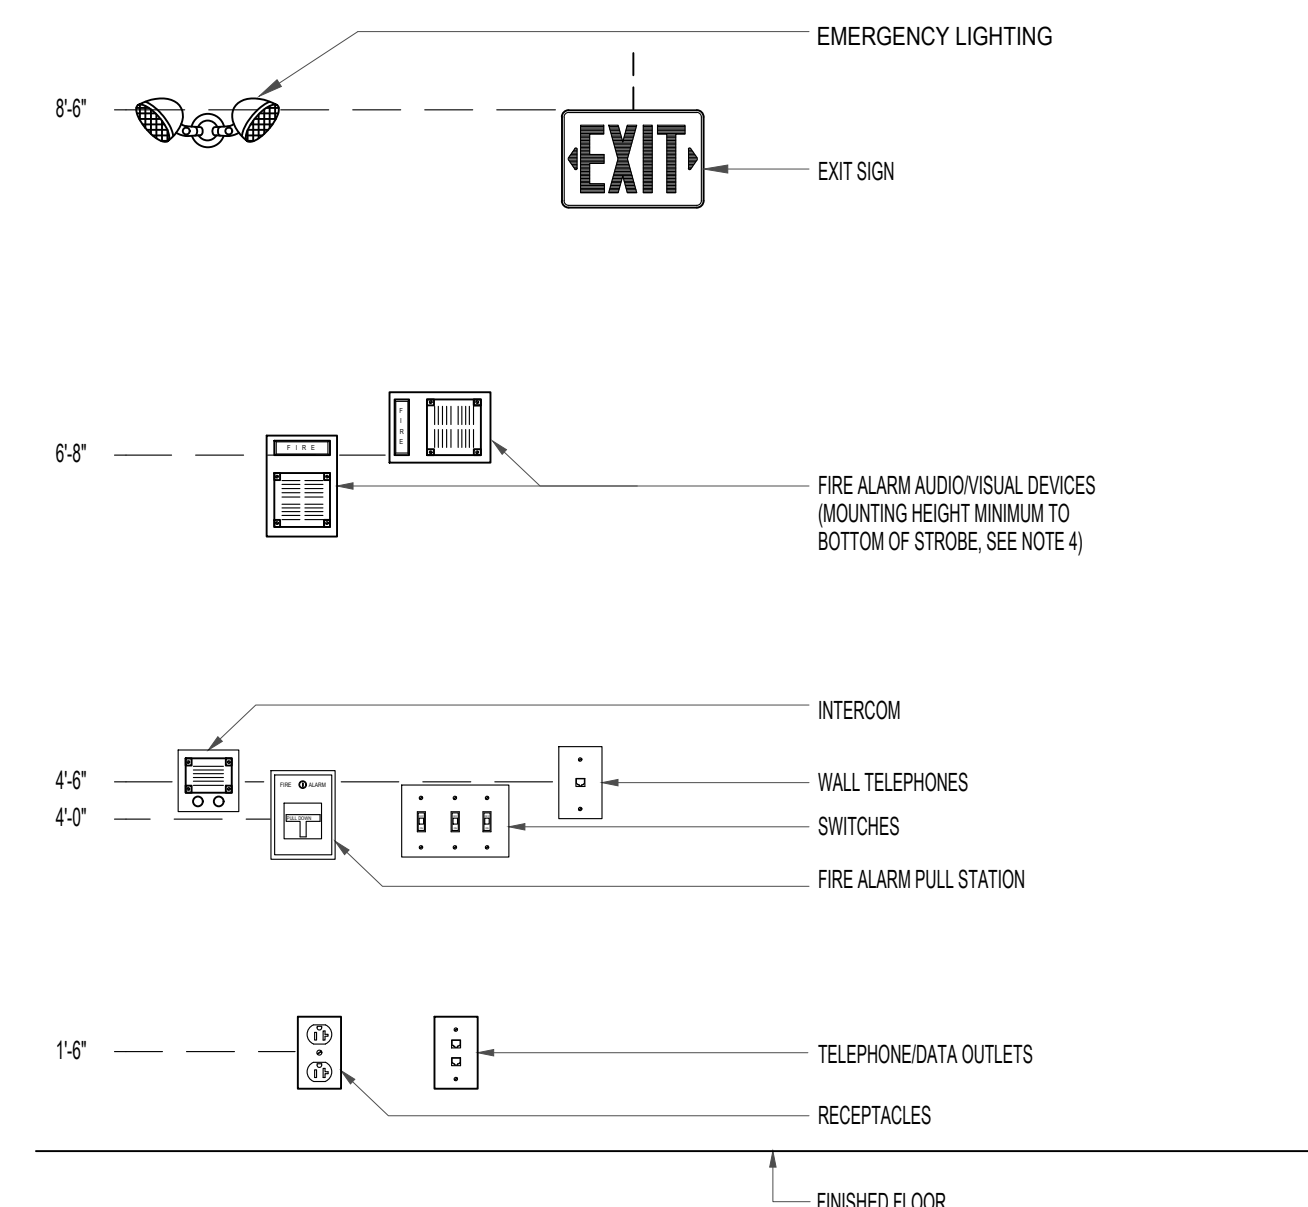 EMERGENCY LIGHTING
8'-6"
EXIT
EXIT SIGN
FIRE
6'-8"
FIRE
FIRE ALARM AUDIO/VISUAL DEVICES
(MOUNTING HEIGHT MINIMUM TO
BOTTOM OF STROBE, SEE NOTE 4)
INTERCOM
4'-6"
FIRE ALARM
WALL TELEPHONES
4'-0"
PULL DOWN
SWITCHES
FIRE ALARM PULL STATION
1'-6"
TELEPHONE/DATA OUTLETS
RECEPTACLES
FINISHED FLOOR